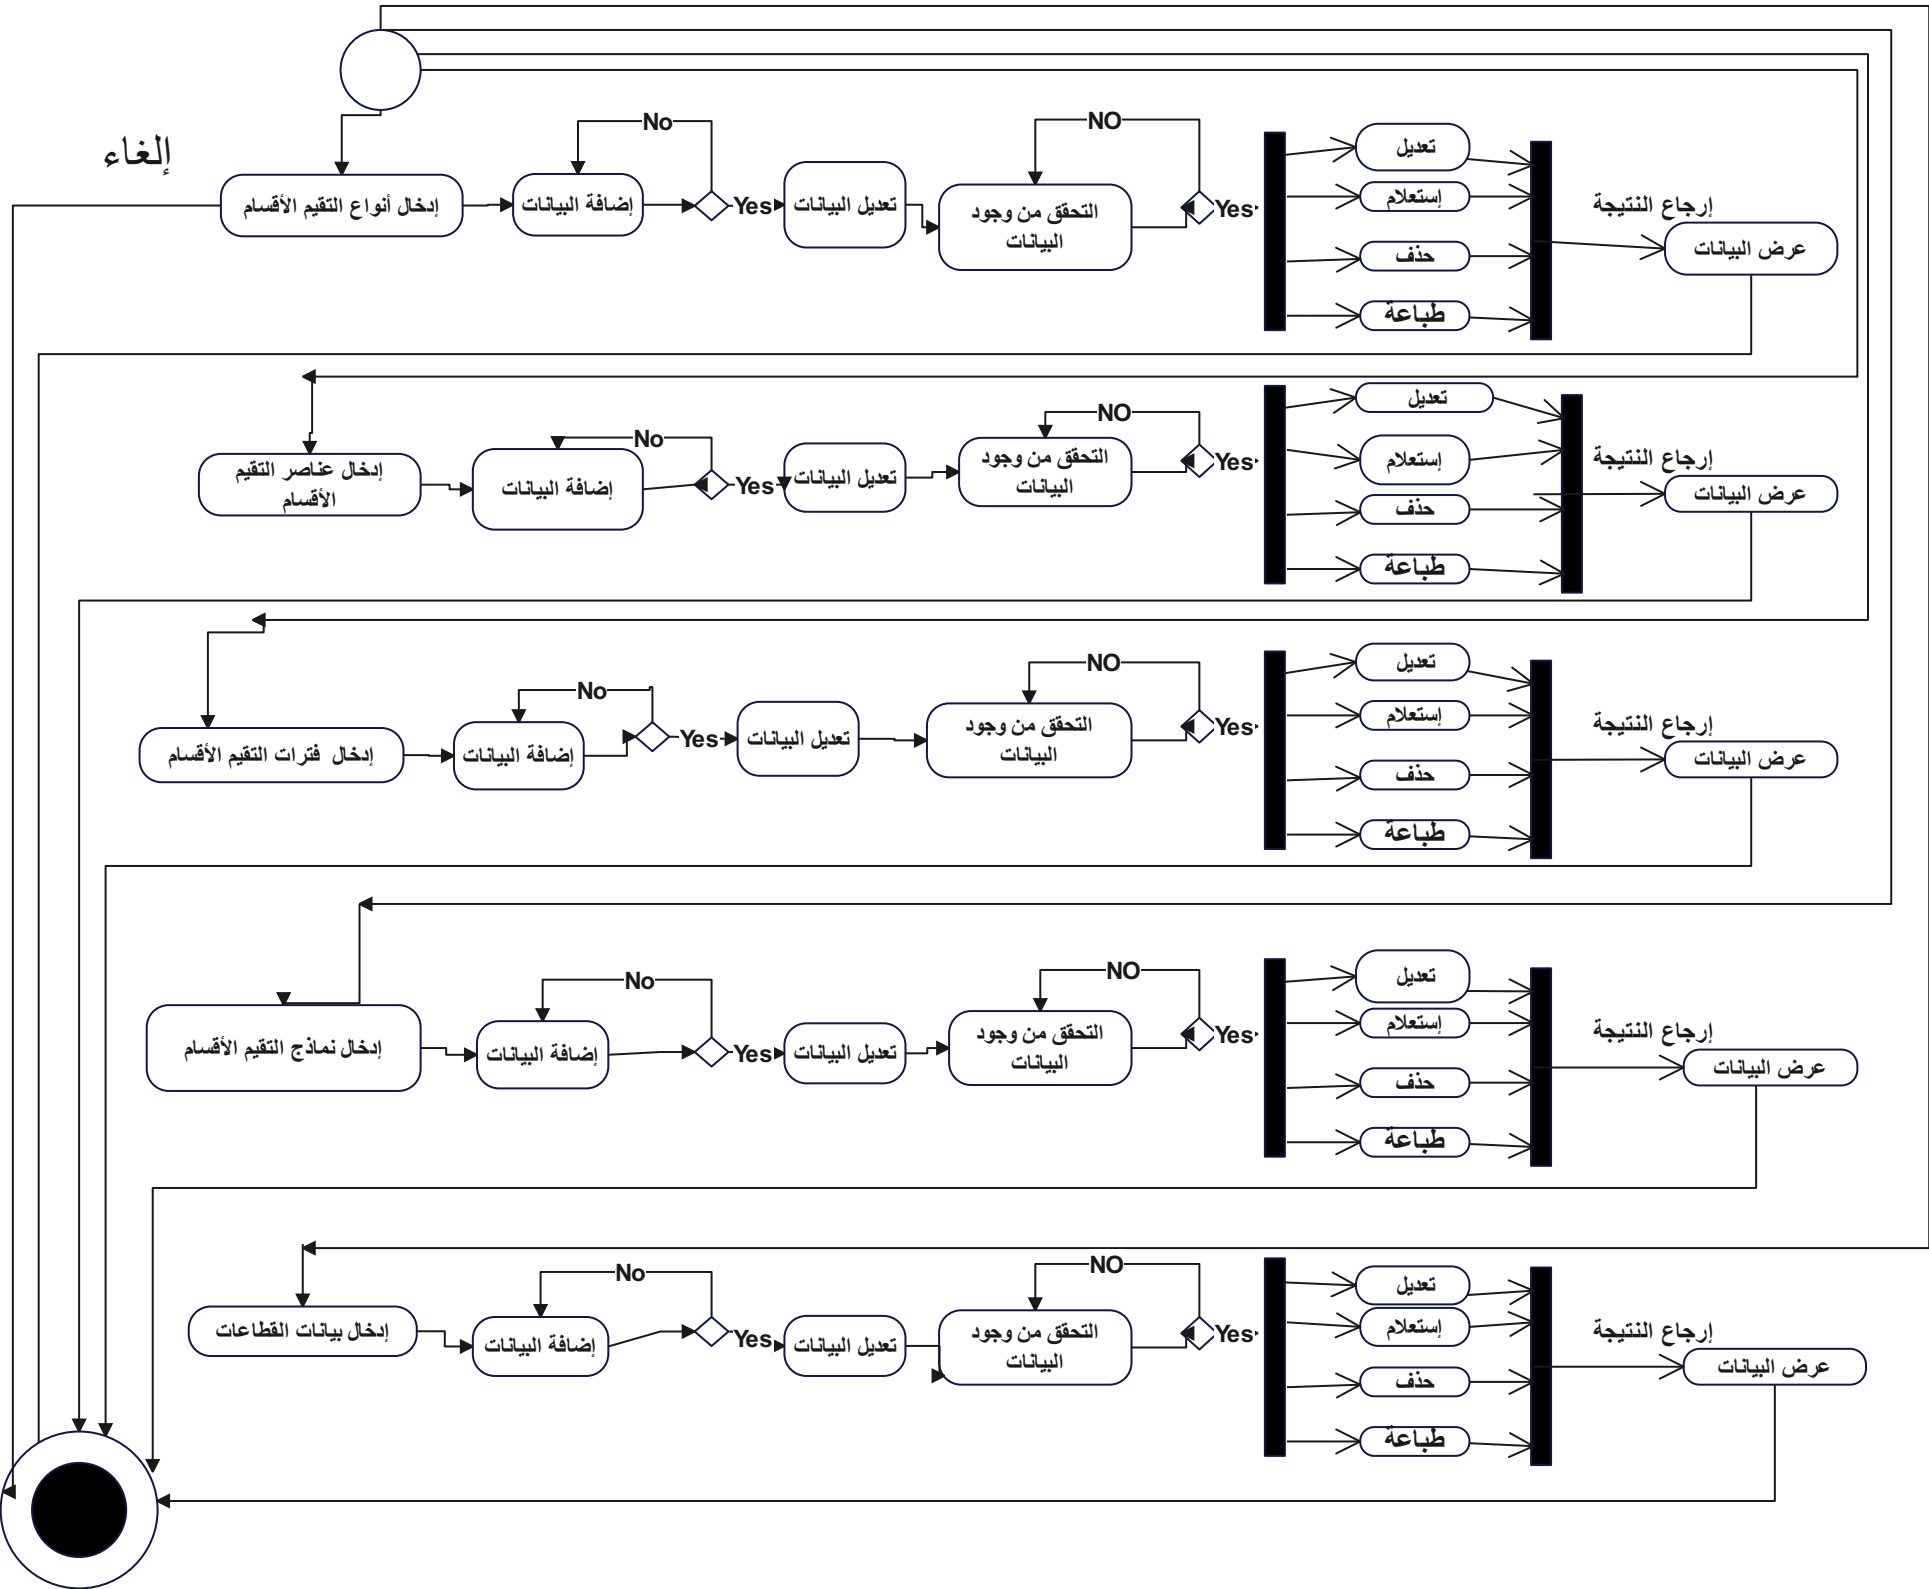 إلغاء
No
NO
إدخال أنواع التقيم الأقسام
إضافة البيانات
Yes
تعديل البيانات
التحقق من وجود
البيانات
Yes
تعديل
إستعلام
حذف
طباعة
إرجاع النتيجة
عرض البيانات
No
NO
إدخال عناصر التقيم
الأقسام
إضافة البيانات
Yes
تعديل البيانات
التحقق من وجود
البيانات
Yes
تعديل
إستعلام
حذف
طباعة
إرجاع النتيجة
عرض البيانات
No
NO
إدخال فترات التقيم الأقسام
إضافة البيانات
Yes
تعديل البيانات
التحقق من وجود
البيانات
Yes
تعديل
إستعلام
حذف
طباعة
إرجاع النتيجة
عرض البيانات
No
NO
إدخال نماذج التقيم الأقسام
إضافة البيانات
Yes
تعديل البيانات
التحقق من وجود
البيانات
Yes
تعديل
إستعلام
حذف
طباعة
إرجاع النتيجة
عرض البيانات
No
NO
إدخال بيانات القطاعات
إضافة البيانات
Yes
تعديل البيانات
التحقق من وجود
البيانات
Yes
تعديل
إستعلام
حذف
طباعة
إرجاع النتيجة
عرض البيانات